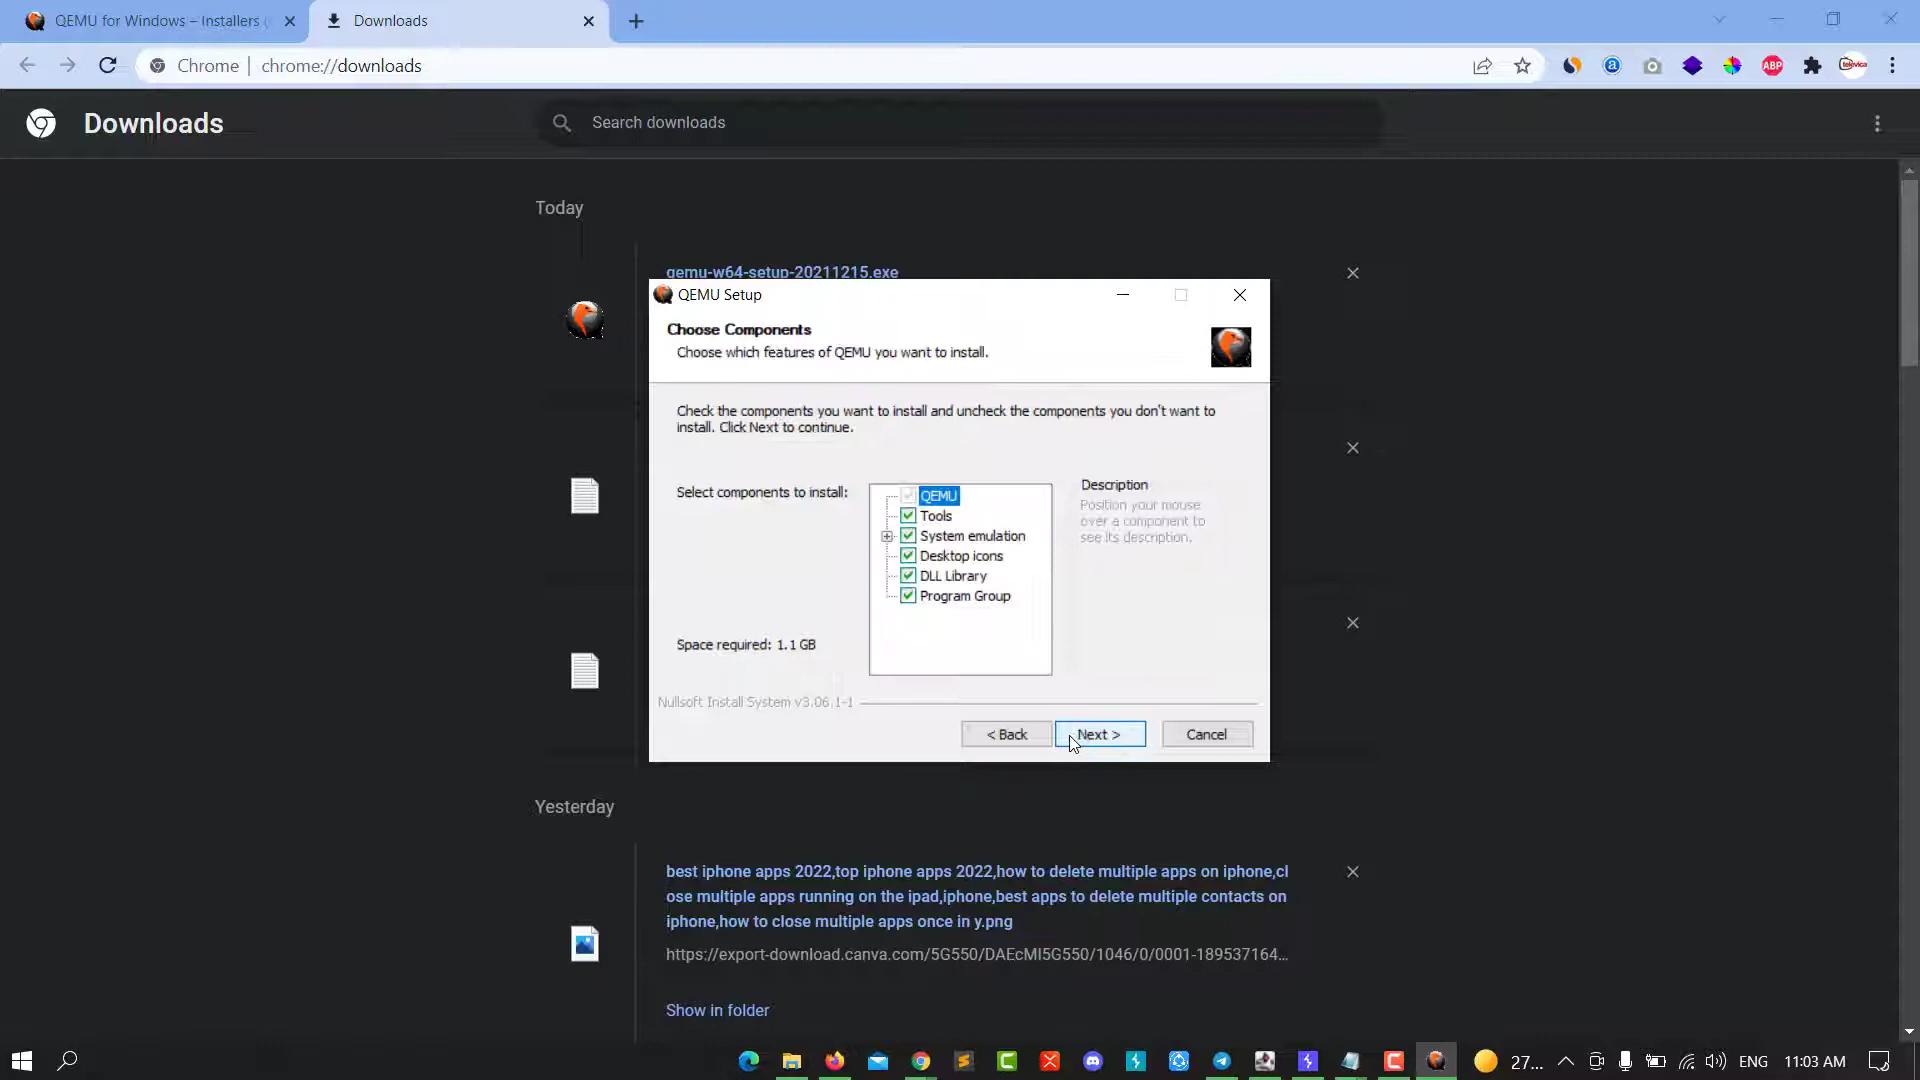 QEMU for Windows – Installers (
Downloads
Chrome
chrome://downloads
ABP
televica
Downloads
Search downloads
Today
qemu-w64-setup-20211215.exe
QEMU Setup
Choose Components
Choose which features of QEMU you want to install.
Check the components you want to install and uncheck the components you don't want to
install. Click Next to continue.
Select components to install:
QEMU
Tools
System emulation
Desktop icons
DLL Library
Program Group
Description
Position your mouse
over a component to
see its description.
Space required: 1.1 GB
Nullsoft Install System v3.06.1-1
< Back
Next >
Cancel
Yesterday
best iphone apps 2022,top iphone apps 2022,how to delete multiple apps on iphone,cl
ose multiple apps running on the ipad,iphone,best apps to delete multiple contacts on
iphone,how to close multiple apps once in y.png
https://export-download.canva.com/5G550/DAEcMI5G550/1046/0/0001-189537164...
Show in folder
27...
ENG
11:03 AM